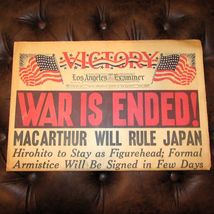 VICTORY
Los Angeles Examiner
WAR IS ENDED!
MACARTHUR WILL RULE JAPAN
Hirohito to Stay as Figurehead; Formal
Armistice Will Be Signed in Few Days